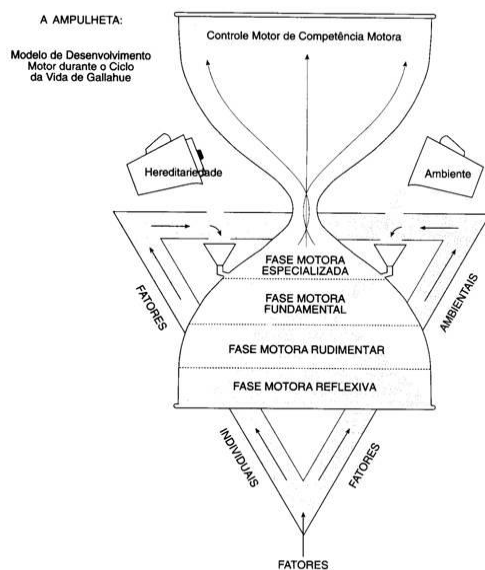 A AMPULHETA:
Modelo de Desenvolvimento
Motor durante o Ciclo
da Vida de Gallahue
Controle Motor de Competência Motora
Hereditariedade
Ambiente
FASE MOTORA
ESPECIALIZADA
FASE MOTORA
FUNDAMENTAL
FASE MOTORA RUDIMENTAR
FASE MOTORA REFLEXIVA
FATORES
AMBIENTAIS
INDIVIDUAIS
FATORES
FATORES